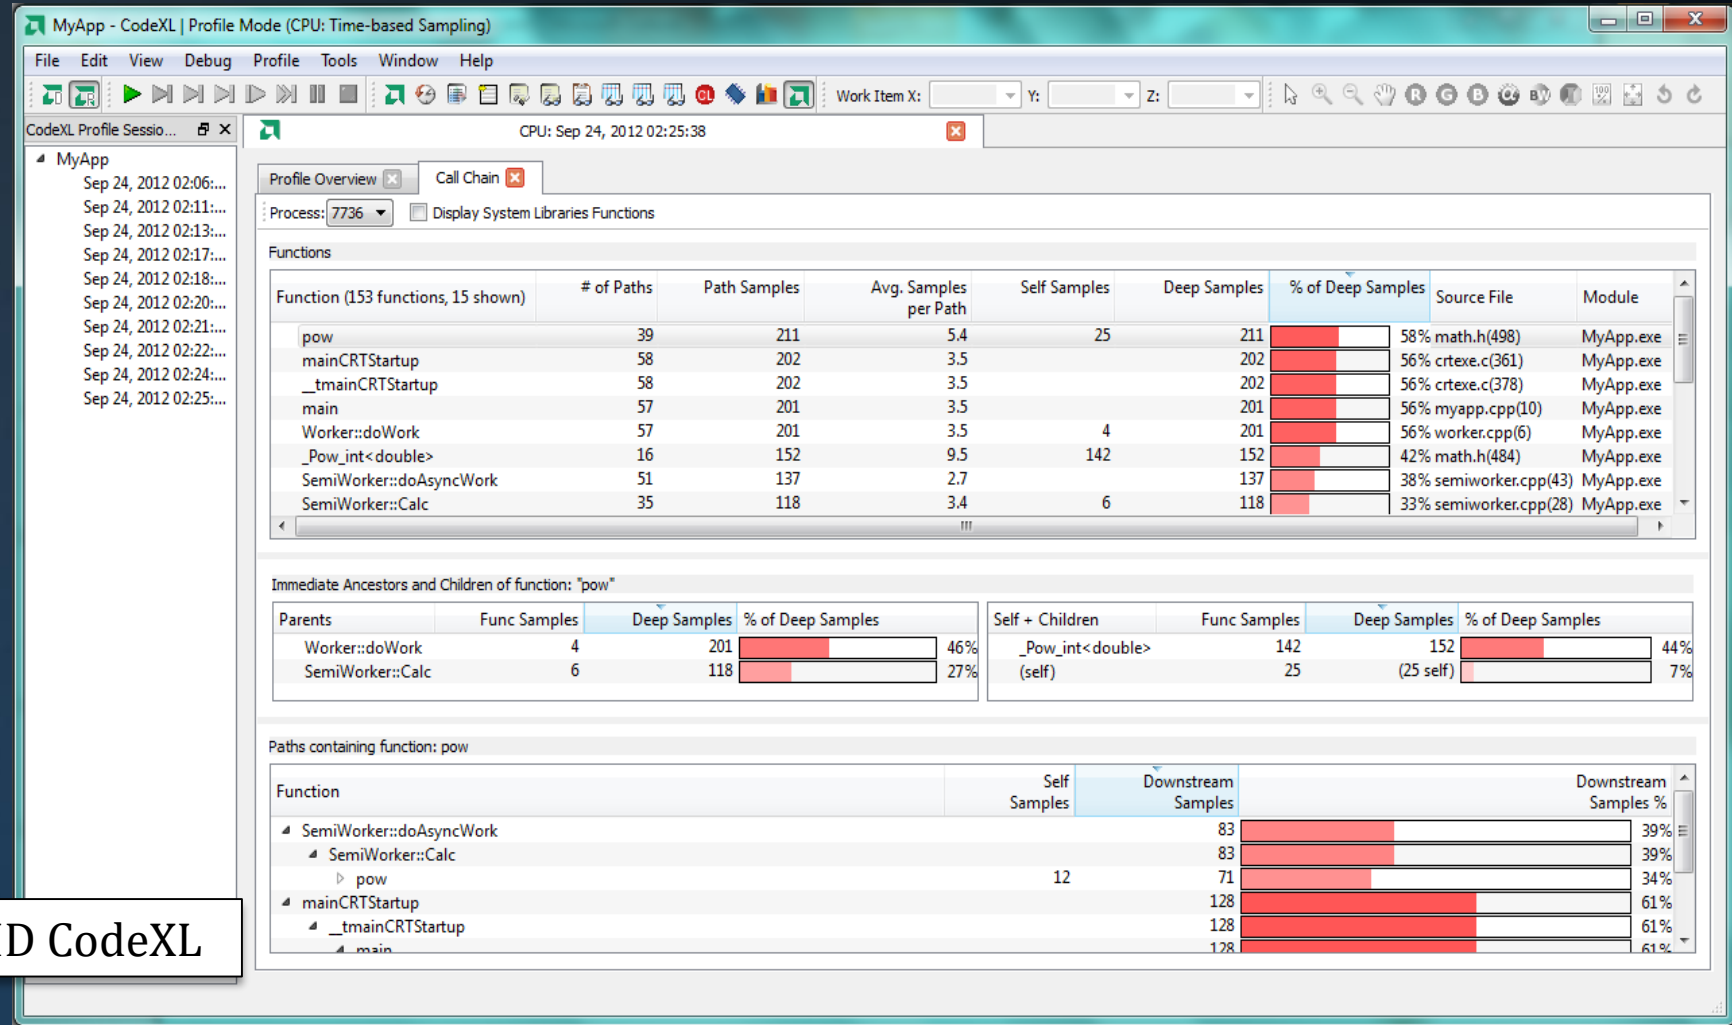 MyApp - CodeXL | Profile Mode (CPU: Time-based Sampling)
File Edit View Debug Profile Tools Window Help
Work Item X: Y: Z:
CodeXL Profile Sessio...
CPU: Sep 24, 2012 02:25:38
MyApp
Sep 24, 2012 02:06:...
Sep 24, 2012 02:11:...
Sep 24, 2012 02:13:...
Sep 24, 2012 02:17:...
Sep 24, 2012 02:18:...
Sep 24, 2012 02:20:...
Sep 24, 2012 02:21:...
Sep 24, 2012 02:22:...
Sep 24, 2012 02:24:...
Sep 24, 2012 02:25:...
Profile Overview Call Chain
Process: 7736 Display System Libraries Functions
Functions
Function (153 functions, 15 shown) # of Paths Path Samples Avg. Samples per Path Self Samples Deep Samples % of Deep Samples Source File Module
pow 39 211 5.4 25 211 58% math.h(498) MyApp.exe
mainCRTStartup 58 202 3.5 202 56% crtexe.c(361) MyApp.exe
__tmainCRTStartup 58 202 3.5 202 56% crtexe.c(378) MyApp.exe
main 57 201 3.5 201 56% myapp.cpp(10) MyApp.exe
Worker::doWork 57 201 3.5 4 201 56% worker.cpp(6) MyApp.exe
_Pow_int<double> 16 152 9.5 142 152 42% math.h(484) MyApp.exe
SemiWorker::doAsyncWork 51 137 2.7 137 38% semiworker.cpp(43) MyApp.exe
SemiWorker::Calc 35 118 3.4 6 118 33% semiworker.cpp(28) MyApp.exe
Immediate Ancestors and Children of function: "pow"
Parents Func Samples Deep Samples % of Deep Samples
Worker::doWork 4 201 46%
SemiWorker::Calc 6 118 27%
Self + Children Func Samples Deep Samples % of Deep Samples
_Pow_int<double> 142 152 44%
(self) 25 (25 self) 7%
Paths containing function: pow
Function Self Samples Downstream Samples Downstream Samples %
SemiWorker::doAsyncWork 83 39%
SemiWorker::Calc 83 39%
pow 12 71 34%
mainCRTStartup 128 61%
__tmainCRTStartup 128 61%
main 128 61%
D CodeXL